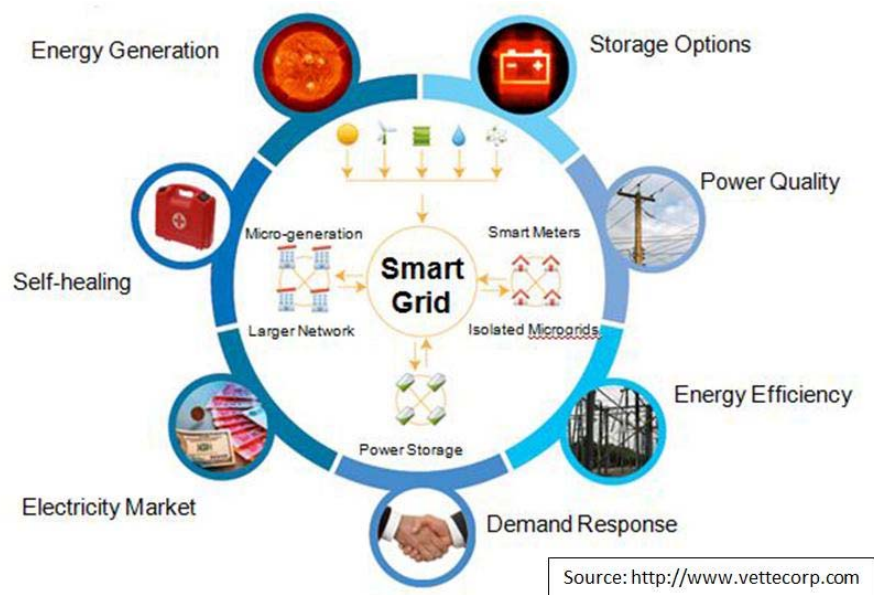 Energy Generation
Storage Options
Power Quality
Micro-generation
Smart Meters
Smart
Grid
Self-healing
Larger Network
Isolated Microgrids.
Energy Efficiency
Power Storage
Electricity Market
Demand Response
Source: http://www.vettecorp.com